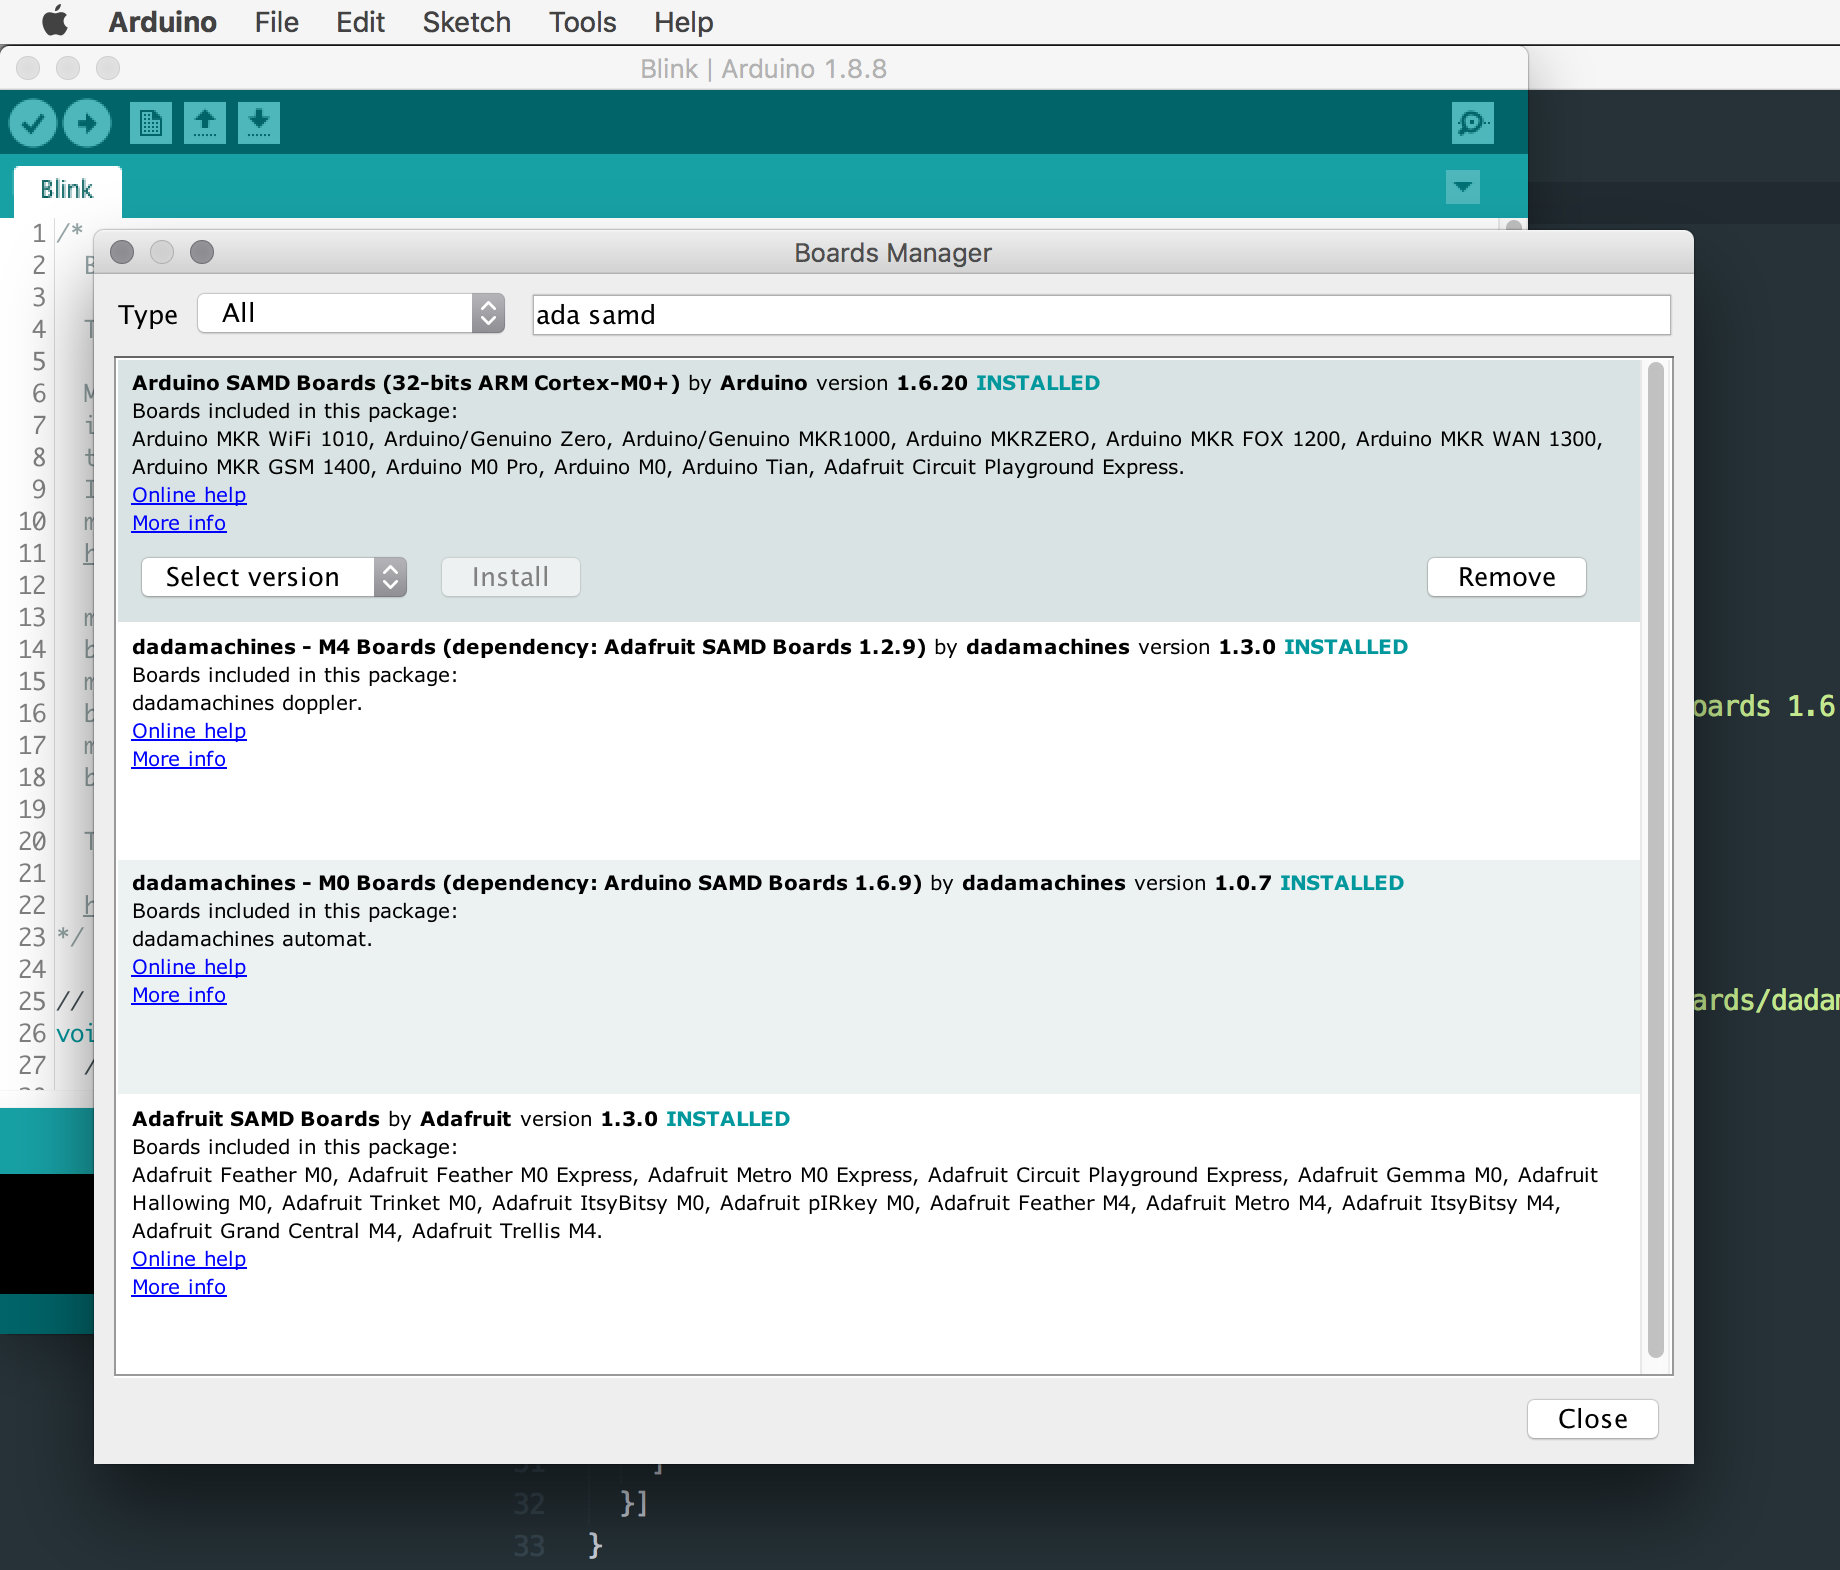 Arduino File Edit Sketch Tools Help
Blink | Arduino 1.8.8
Blink
1 /*
2 B
3
4 T
5
6 M
7 i
8 t
9 I
10 m
11 h
12
13 m
14 b
15 m
16 b
17 m
18 b
19
20 T
21
22 h
23 */
24
25 //
26 voi
27 /
Boards Manager
Type All ada samd
Arduino SAMD Boards (32-bits ARM Cortex-M0+) by Arduino version 1.6.20 INSTALLED
Boards included in this package:
Arduino MKR WiFi 1010, Arduino/Genuino Zero, Arduino/Genuino MKR1000, Arduino MKRZERO, Arduino MKR FOX 1200, Arduino MKR WAN 1300,
Arduino MKR GSM 1400, Arduino M0 Pro, Arduino M0, Arduino Tian, Adafruit Circuit Playground Express.
Online help
More info
Select version Install Remove
dadamachines - M4 Boards (dependency: Adafruit SAMD Boards 1.2.9) by dadamachines version 1.3.0 INSTALLED
Boards included in this package:
dadamachines doppler.
Online help
More info
dadamachines - M0 Boards (dependency: Arduino SAMD Boards 1.6.9) by dadamachines version 1.0.7 INSTALLED
Boards included in this package:
dadamachines automat.
Online help
More info
Adafruit SAMD Boards by Adafruit version 1.3.0 INSTALLED
Boards included in this package:
Adafruit Feather M0, Adafruit Feather M0 Express, Adafruit Metro M0 Express, Adafruit Circuit Playground Express, Adafruit Gemma M0, Adafruit
Hallowing M0, Adafruit Trinket M0, Adafruit ItsyBitsy M0, Adafruit pIRkey M0, Adafruit Feather M4, Adafruit Metro M4, Adafruit ItsyBitsy M4,
Adafruit Grand Central M4, Adafruit Trellis M4.
Online help
More info
Close
oards 1.6
ards/dadam
32 }]
33 }